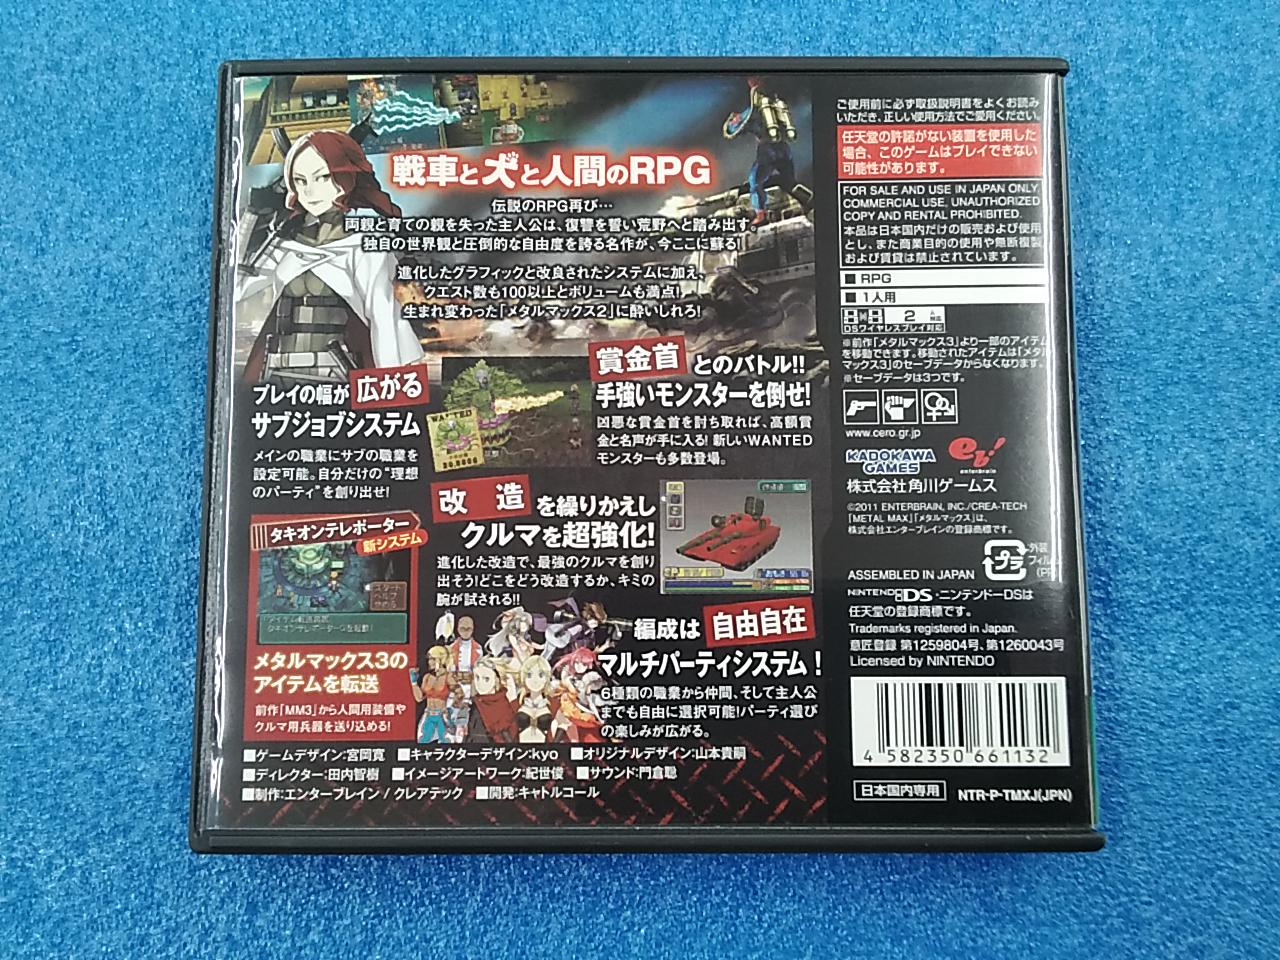 戦車と犬と人間のRPG
伝説のRPG再び…
両親と育ての親を失った主人公は、復讐を誓い荒野へと踏み出す。
独自の世界観と圧倒的な自由度を誇る名作が、今ここに蘇る!
進化したグラフィックと改良されたシステムに加え、
クエスト数も100以上とボリュームも満点!
生まれ変わった「メタルマックス2」に酔いしれろ!
プレイの幅が広がる
サブジョブシステム
メインの職業にサブの職業を
設定可能。自分だけの"理想
のパーティ"を創り出せ!
WANTED
賞金首とのバトル!!
手強いモンスターを倒せ!
凶悪な賞金首を討ち取れば、高額賞
金と名声が手に入る! 新しいWANTED
モンスターも多数登場。
改造を繰りかえし
クルマを超強化!
進化した改造で、最強のクルマを創り
出そう!どこをどう改造するか、キミの
腕が試される!!
タキオンテレポーター
新システム
メタルマックス3の
アイテムを転送
前作「MM3」から人間用装備や
クルマ用兵器を送り込める!
編成は自由自在
マルチパーティシステム!
6種類の職業から仲間、そして主人公
までも自由に選択可能!パーティ選び
の楽しみが広がる。
■ゲームデザイン:宮岡寛 ■キャラクターデザイン:kyo ■オリジナルデザイン:山本貴嗣
■ディレクター:田内智樹 ■イメージアートワーク:紀世俊 ■サウンド:門倉聡
■制作:エンターブレイン / クレアテック ■開発:キャトルコール
ご使用前に必ず取扱説明書をよくお読み
いただき、正しい使用方法でご愛用ください。
任天堂の許諾がない装置を使用した
場合、このゲームはプレイできない
可能性があります。
FOR SALE AND USE IN JAPAN ONLY.
COMMERCIAL USE, UNAUTHORIZED
COPY AND RENTAL PROHIBITED.
本品は日本国内だけの販売および使用
とし、また商業目的の使用や無断複製
および賃貸は禁止されています。
■ RPG
■ 1人用
2人対応
DSワイヤレスプレイ対応
※前作「メタルマックス3」より一部のアイテム
を移動できます。移動されたアイテムは「メタル
マックス3」のセーブデータからなくなります。
※セーブデータは3つです。
www.cero.gr.jp
KADOKAWA
GAMES
eb!
enterbrain
株式会社角川ゲームス
©2011 ENTERBRAIN, INC./CREA-TECH
「METAL MAX」「メタルマックス」は、
株式会社エンターブレインの登録商標です。
プラ
外装
フィルム
(PP
ASSEMBLED IN JAPAN
NINTENDO DS・ニンテンドーDSは
任天堂の登録商標です。
Trademarks registered in Japan.
意匠登録 第1259804号、第1260043号
Licensed by NINTENDO
4 582350 661132
日本国内専用
NTR-P-TMXJ(JPN)